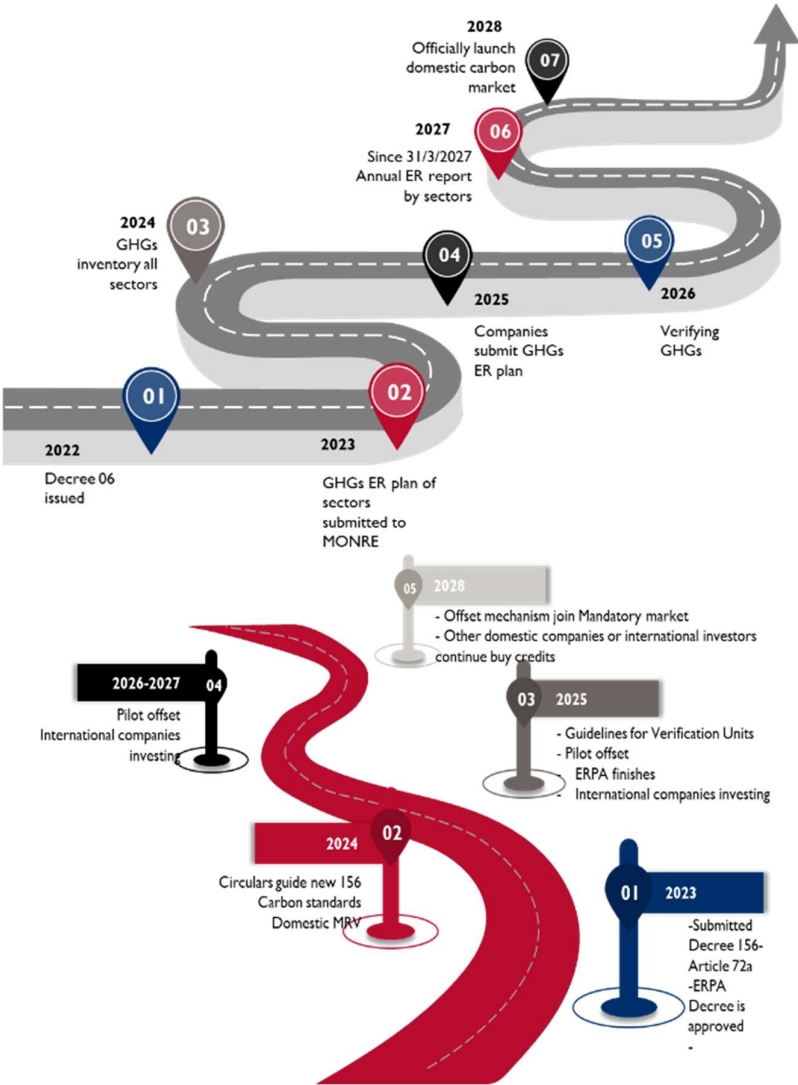 2028
Officially launch
domestic carbon
market
07
2027
Since 31/3/2027
Annual ER report
by sectors
06
2024
GHGs
inventory all
sectors
03
04
2025
Companies
submit GHGs
ER plan
05
2026
Verifying
GHGs
01
2022
Decree 06
issued
02
2023
GHGs ER plan of
sectors
submitted to
MONRE
05 2028
- Offset mechanism join Mandatory market
- Other domestic companies or international investors
continue buy credits
2026-2027 04
Pilot offset
International companies
investing
03 2025
- Guidelines for Verification Units
- Pilot offset
- ERPA finishes
- International companies investing
2024 02
Circulars guide new 156
Carbon standards
Domestic MRV
01 2023
-Submitted
Decree 156-
Article 72a
-ERPA
Decree is
approved
-